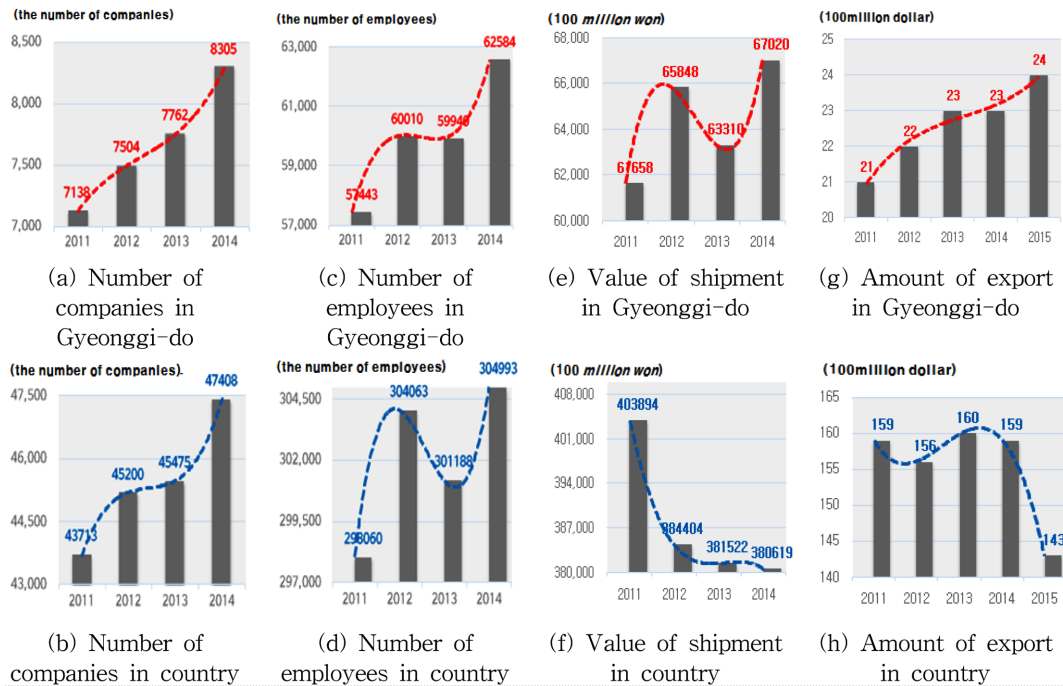 (the number of companies)
8,500
8,000
7,500
7,000
7138
7504
7762
8305
2011 2012 2013 2014
(a) Number of
companies in
Gyeonggi-do
(the number of employees)
63,000
61,000
59,000
57,000
57443
60010
59940
62584
2011 2012 2013 2014
(c) Number of
employees in
Gyeonggi-do
(100 million won)
68,000
66,000
64,000
62,000
60,000
61658
65848
63310
67020
2011 2012 2013 2014
(e) Value of shipment
in Gyeonggi-do
(100million dollar)
25
24
23
22
21
20
21
22
23
23
24
2011 2012 2013 2014 2015
(g) Amount of export
in Gyeonggi-do
(the number of companies).
47,500
46,000
44,500
43,000
43713
45200
45475
47408
2011 2012 2013 2014
(b) Number of
companies in country
(the number of employees)
304,500
302,000
299,500
297,000
298060
304063
301188
304993
2011 2012 2013 2014
(d) Number of
employees in country
(100 million won)
408,000
401,000
394,000
387,000
380,000
403894
384404
381522
380619
2011 2012 2013 2014
(f) Value of shipment
in country
(100million dollar)
165
160
155
150
145
140
159
156
160
159
143
2011 2012 2013 2014 2015
(h) Amount of export
in country